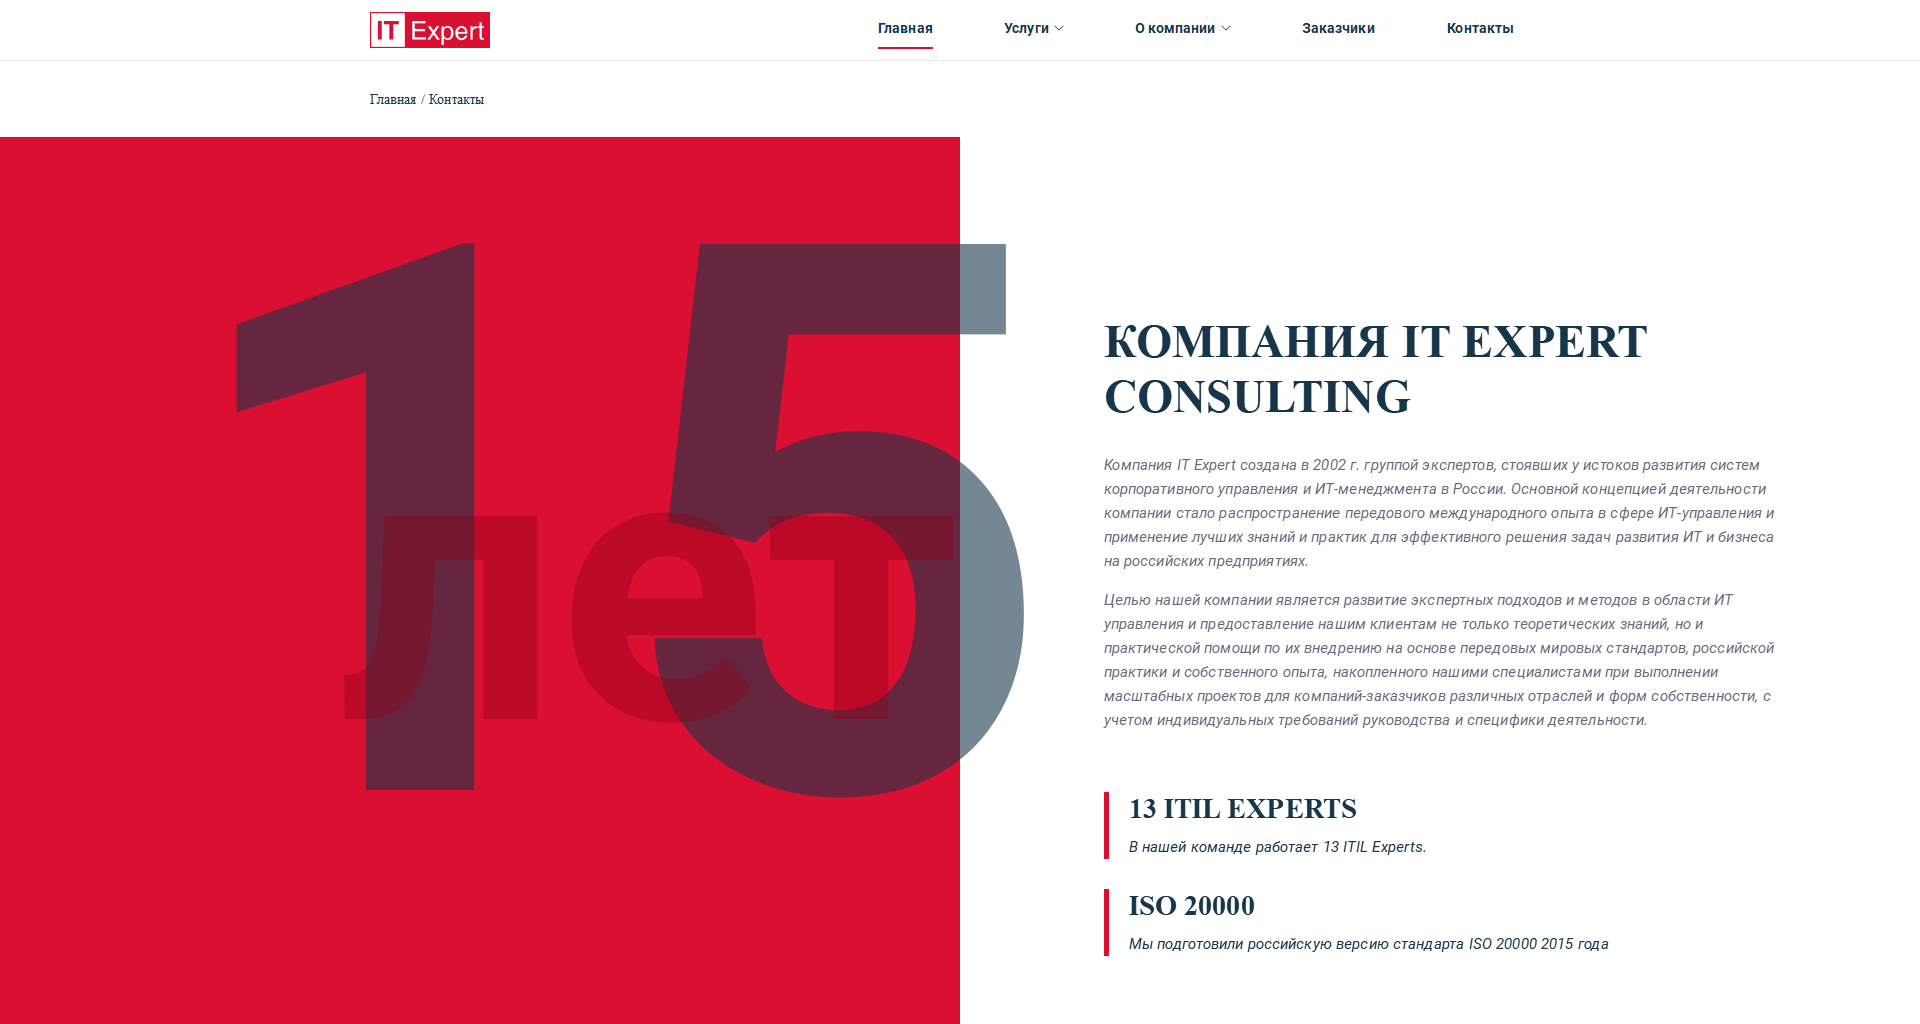 IT Expert
Главная
Услуги
О компании
Заказчики
Контакты
Главная / Контакты
15
лет
КОМПАНИЯ IT EXPERT
CONSULTING
Компания IT Expert создана в 2002 г. группой экспертов, стоявших у истоков развития систем
корпоративного управления и ИТ-менеджмента в России. Основной концепцией деятельности
компании стало распространение передового международного опыта в сфере ИТ-управления и
применение лучших знаний и практик для эффективного решения задач развития ИТ и бизнеса
на российских предприятиях.
Целью нашей компании является развитие экспертных подходов и методов в области ИТ
управления и предоставление нашим клиентам не только теоретических знаний, но и
практической помощи по их внедрению на основе передовых мировых стандартов, российской
практики и собственного опыта, накопленного нашими специалистами при выполнении
масштабных проектов для компаний-заказчиков различных отраслей и форм собственности, с
учетом индивидуальных требований руководства и специфики деятельности.
13 ITIL EXPERTS
В нашей команде работает 13 ITIL Experts.
ISO 20000
Мы подготовили российскую версию стандарта ISO 20000 2015 года